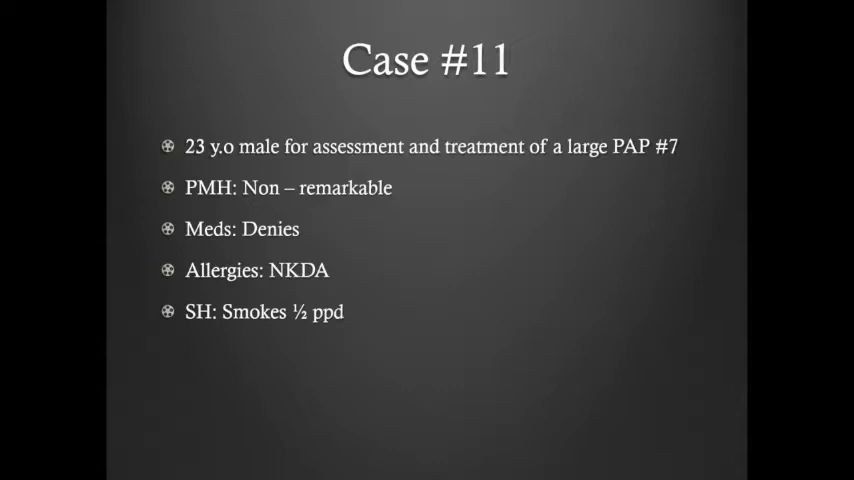 Case #11
23 y.o male for assessment and treatment of a large PAP #7
PMH: Non – remarkable
Meds: Denies
Allergies: NKDA
SH: Smokes ½ ppd